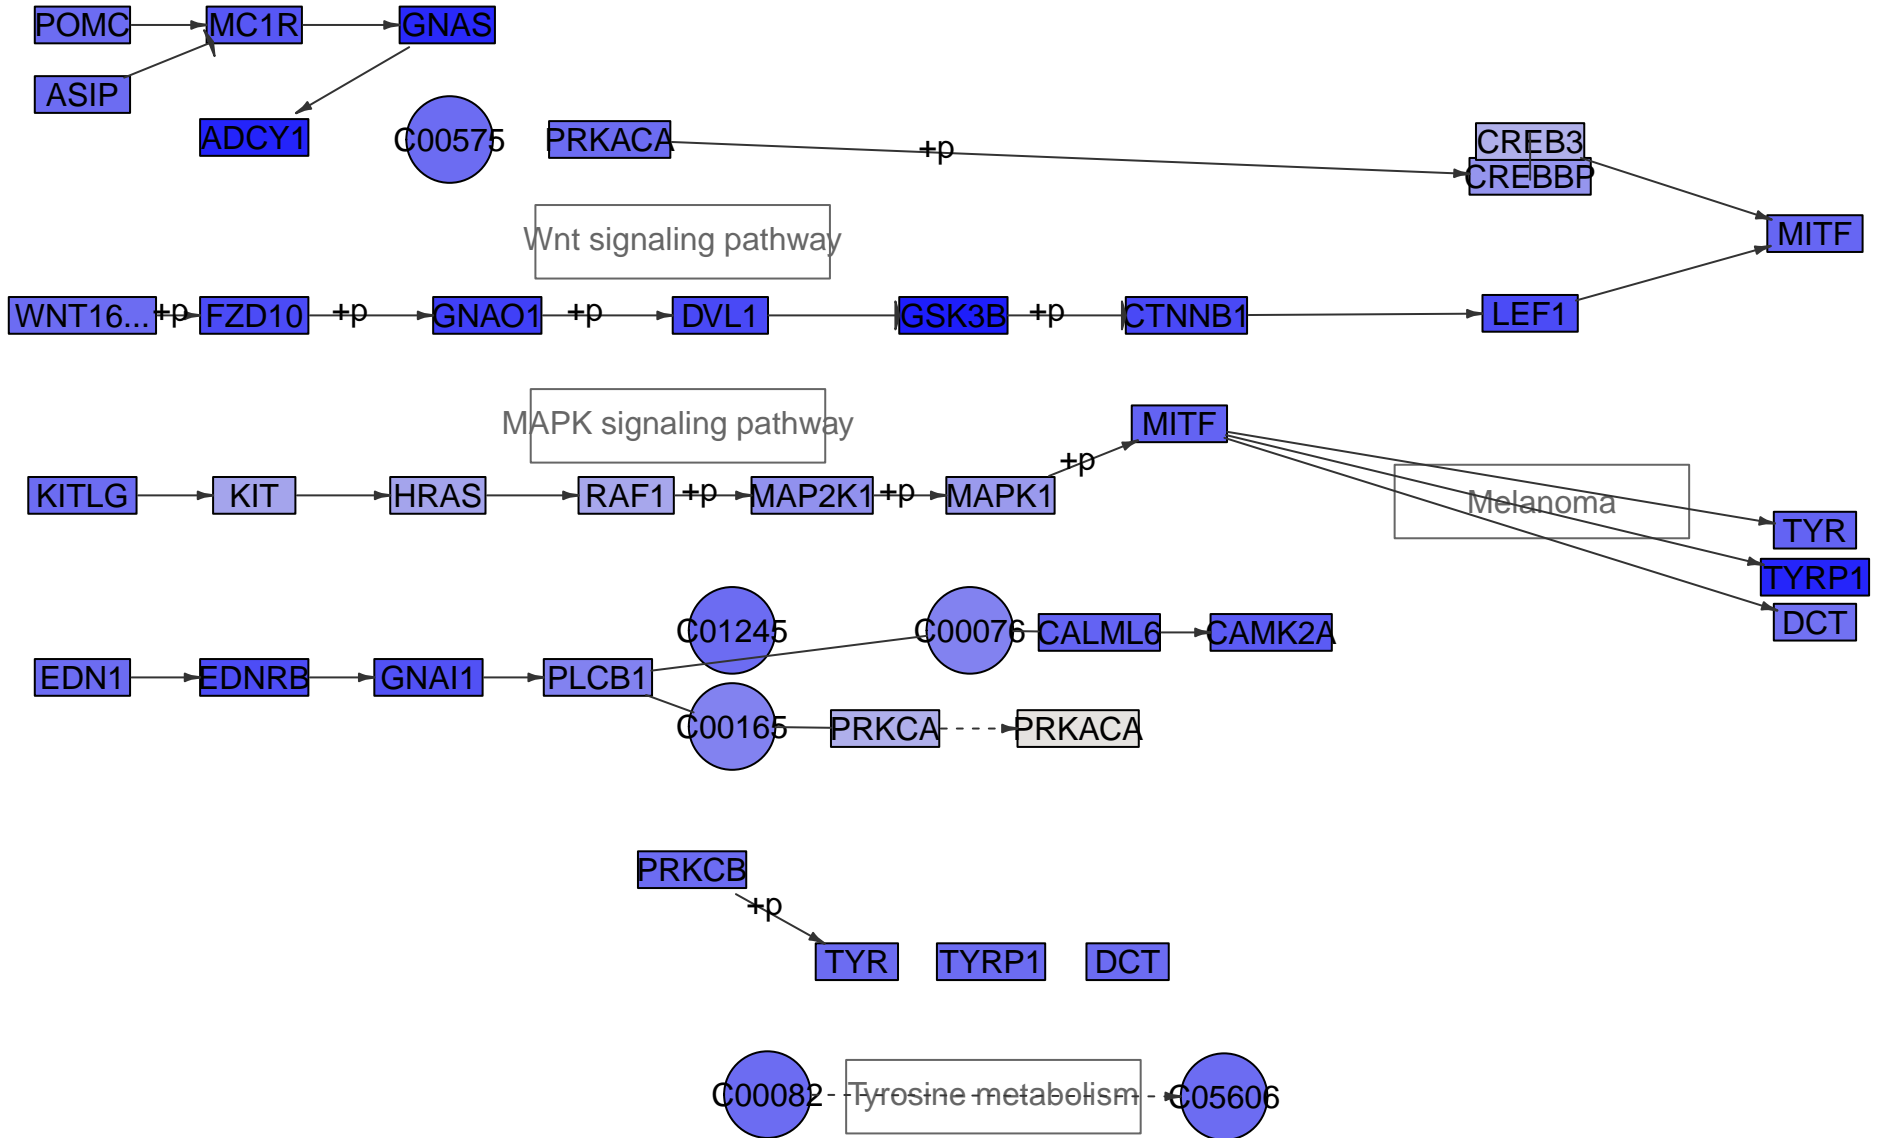 POMC
MC1R
GNAS
ASIP
ADCY1
C00575
PRKACA
+p
CREB3
CREBBP
MITF
Wnt signaling pathway
WNT16...
+p
FZD10
+p
GNAO1
+p
DVL1
GSK3B
+p
CTNNB1
LEF1
MAPK signaling pathway
MITF
+p
KITLG
KIT
HRAS
RAF1
+p
MAP2K1
+p
MAPK1
Melanoma
TYR
TYRP1
DCT
C01245
C00076
CALML6
CAMK2A
EDN1
EDNRB
GNAI1
PLCB1
C00165
PRKCA
PRKACA
PRKCB
+p
TYR
TYRP1
DCT
C00082
Tyrosine metabolism
C05606